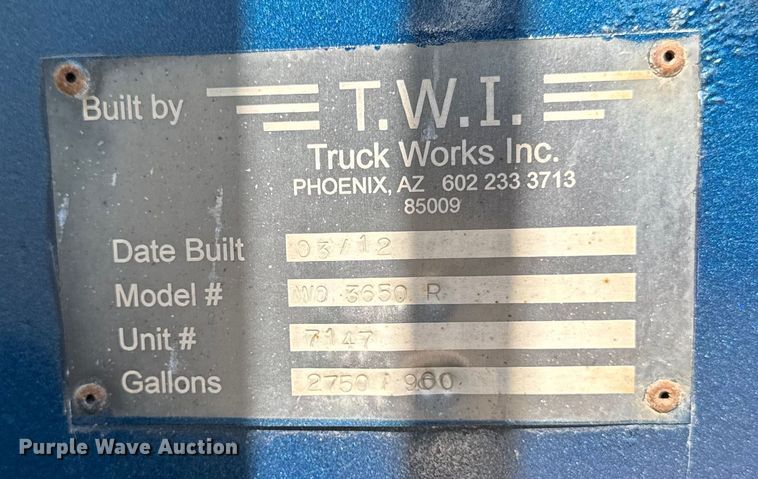 Built by T.W.I.
Truck Works Inc.
PHOENIX, AZ 602 233 3713
85009
Date Built 03/12
Model # WO 3650 R
Unit # 7147
Gallons 2750 / 900
Purple Wave Auction